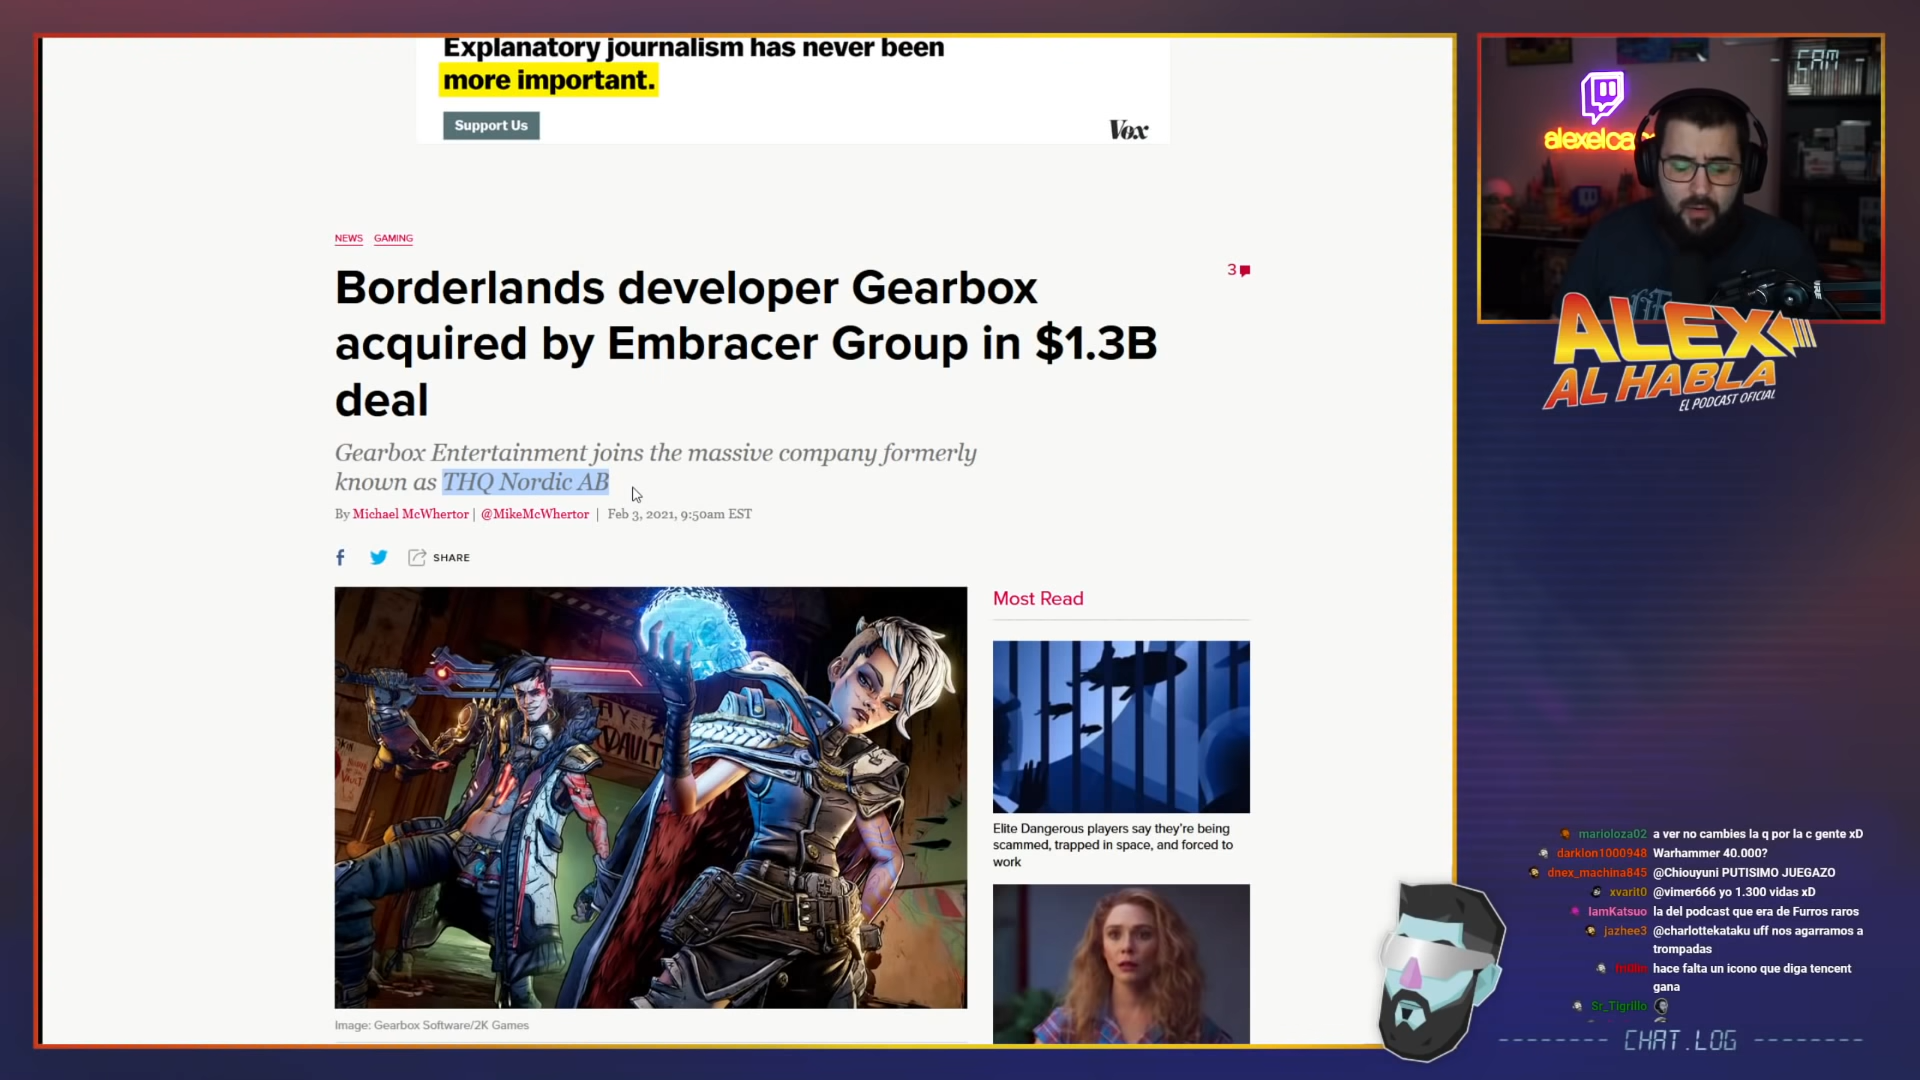 Explanatory journalism has never been
more important.
Support Us
Vox
NEWS GAMING
Borderlands developer Gearbox
acquired by Embracer Group in $1.3B
deal
3
Gearbox Entertainment joins the massive company formerly
known as THQ Nordic AB
By Michael McWhertor | @MikeMcWhertor | Feb 3, 2021, 9:50am EST
SHARE
VAULT
Image: Gearbox Software/2K Games
Most Read
Elite Dangerous players say they're being
scammed, trapped in space, and forced to
work
- CAM -
alexelca
ALEX
AL HABLA
EL PODCAST OFICIAL
marioloza02 a ver no cambies la q por la c gente xD
darklon1000948 Warhammer 40.000?
dnex_machina845 @Chiouyuni PUTISIMO JUEGAZO
xvarit0 @vimer666 yo 1.300 vidas xD
IamKatsuo la del podcast que era de Furros raros
jazhee3 @charlottekataku uff nos agarramos a
trompadas
hace falta un icono que diga tencent
gana
Sr_Tigrillo
-------- CHAT.LOG --------